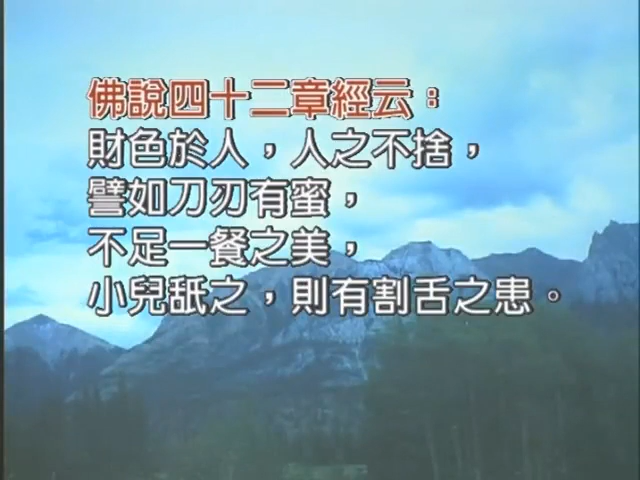 佛說四十二章經云：
財色於人，人之不捨，
譬如刀刃有蜜，
不足一餐之美，
小兒舐之，則有割舌之患。